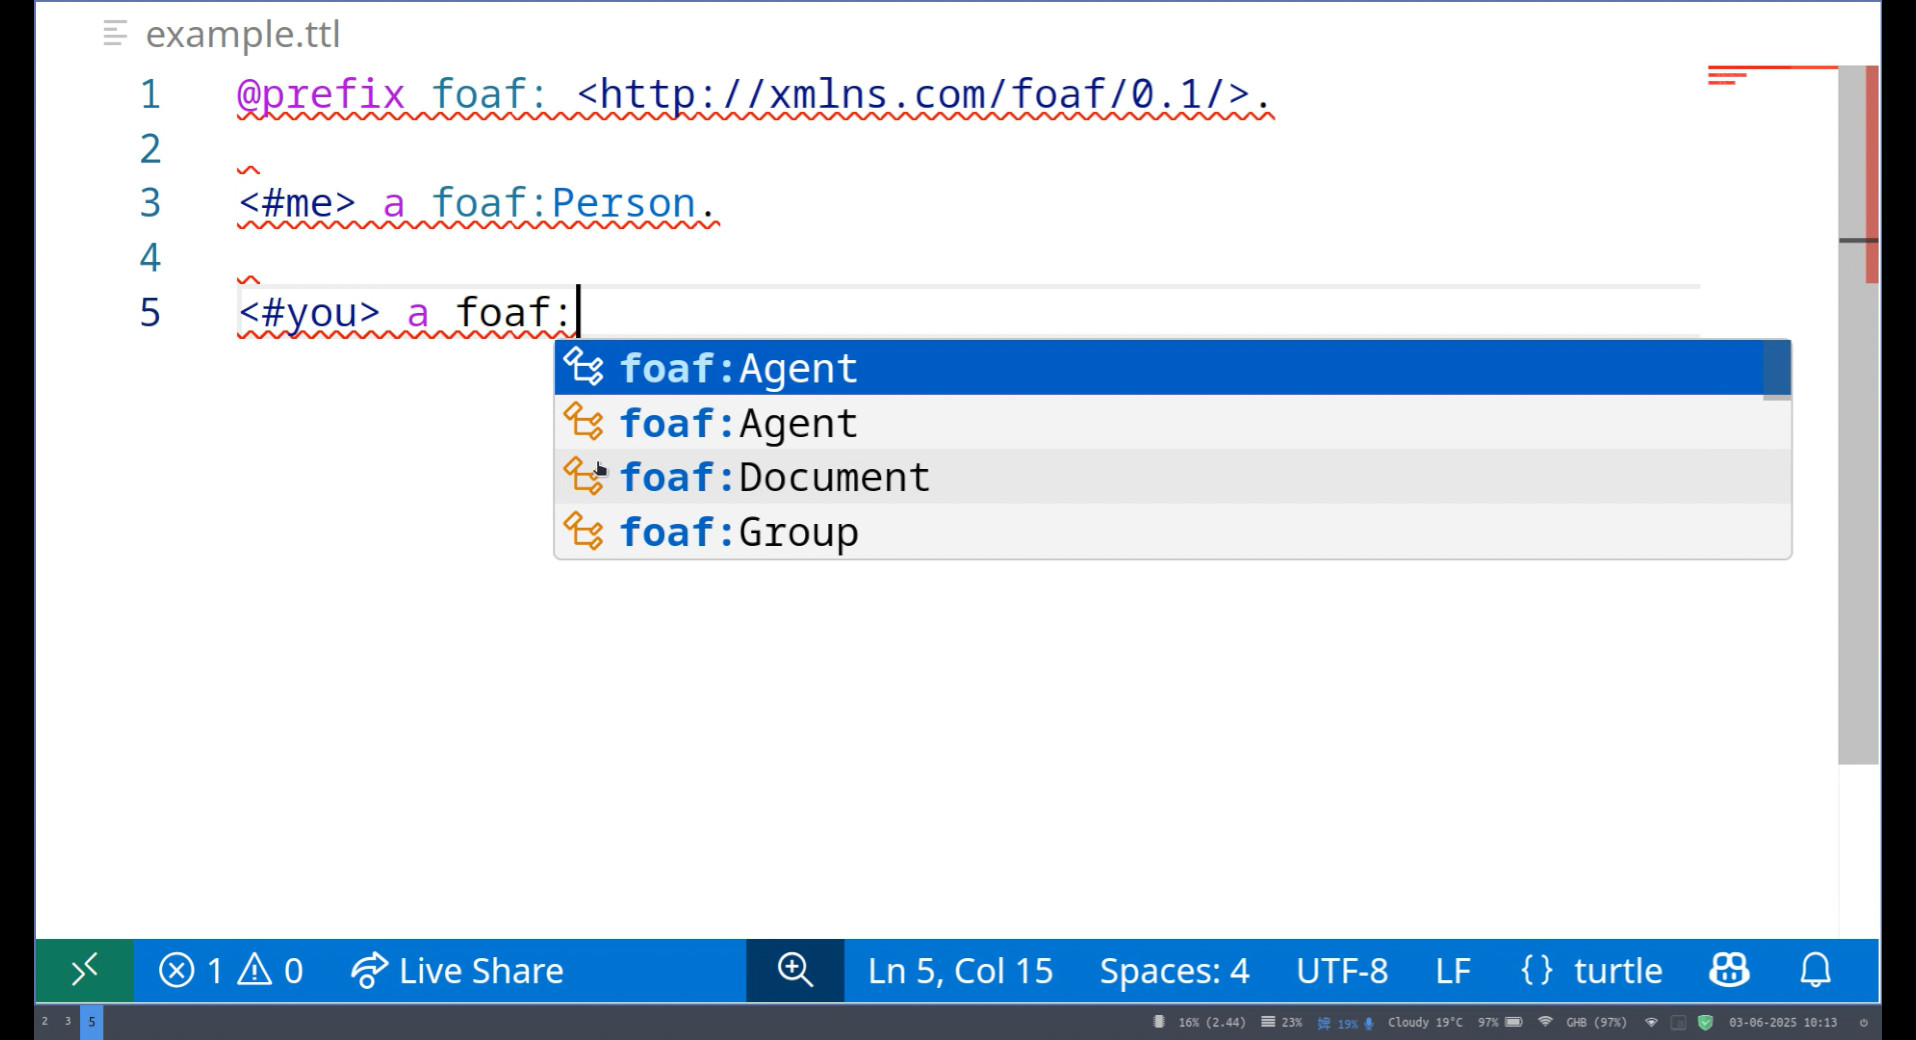 example.ttl
1 @prefix foaf: <http://xmlns.com/foaf/0.1/>.
2
3 <#me> a foaf:Person.
4
5 <#you> a foaf:
foaf:Agent
foaf:Agent
foaf:Document
foaf:Group
1 0 Live Share Ln 5, Col 15 Spaces: 4 UTF-8 LF {} turtle
2 3 5 16% (2.44) 23% 19% Cloudy 19°C 97% GHB (97%) 03-06-2025 10:13